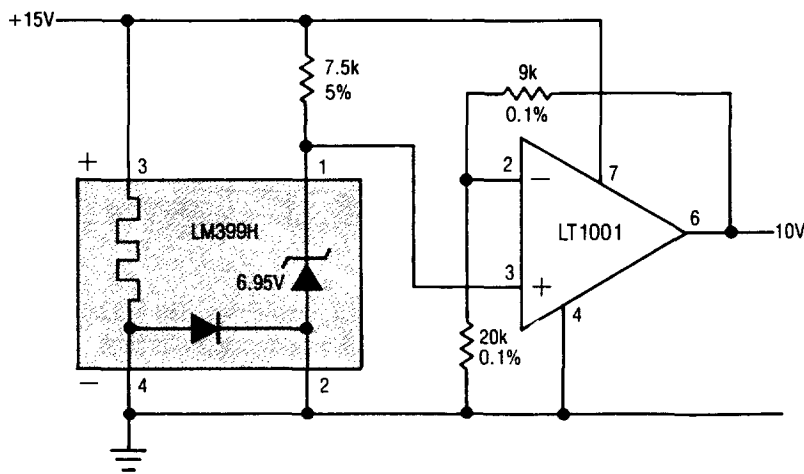 +15V
7.5k
5%
9k
0.1%
+
3
1
2
−
7
LM399H
LT1001
6
10V
6.95V
3
+
4
20k
0.1%
−
4
2